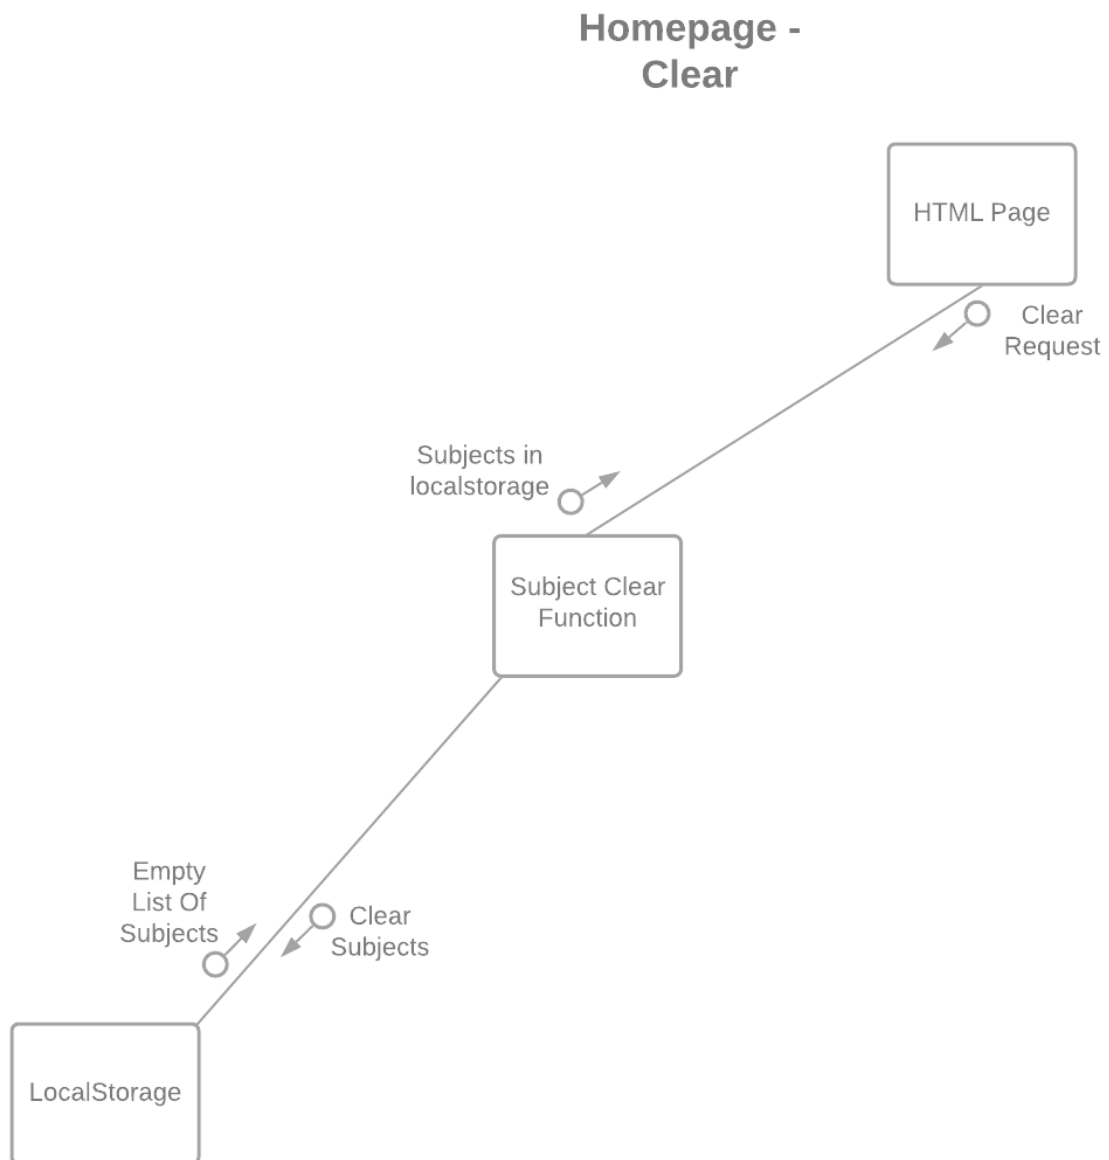 Homepage -
Clear
HTML Page
Clear
Request
Subjects in
localstorage
Subject Clear
Function
Empty
List Of
Subjects
Clear
Subjects
LocalStorage